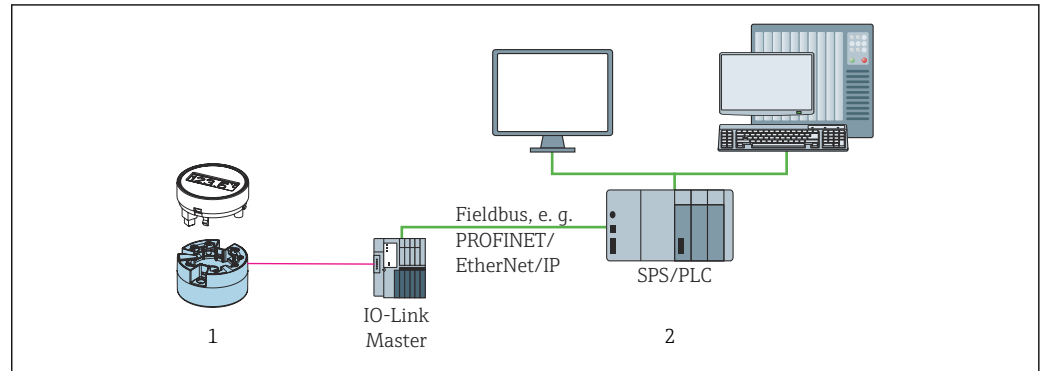 Fieldbus, e. g.
PROFINET/
EtherNet/IP
SPS/PLC
IO-Link
Master
1
2